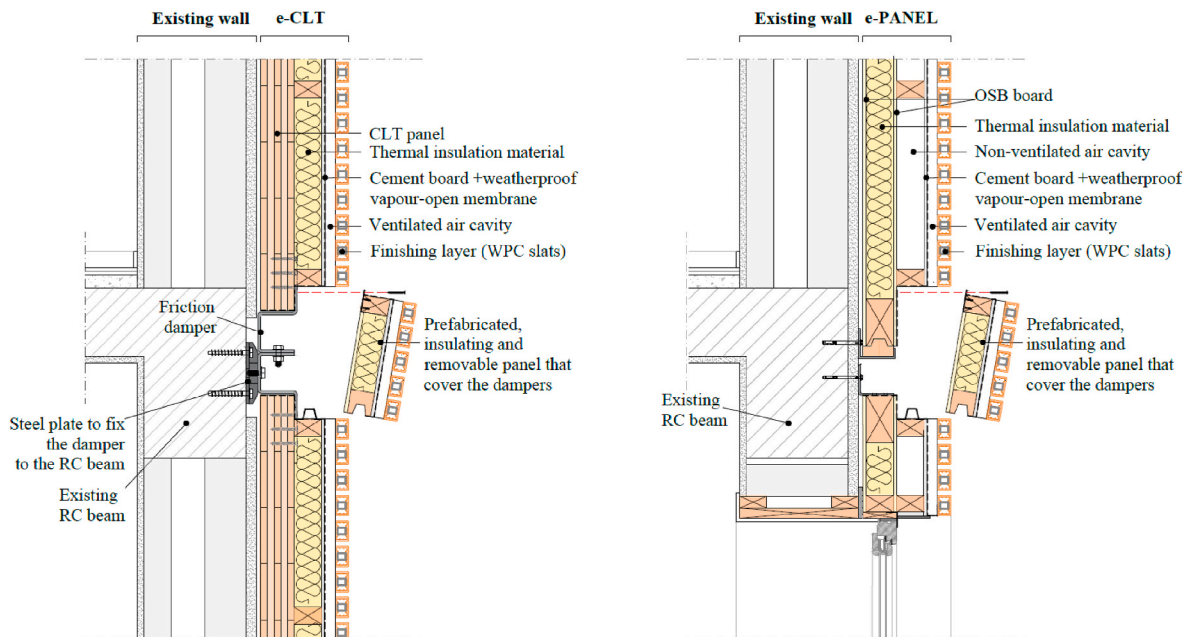 Existing wall
e-CLT
CLT panel
Thermal insulation material
Cement board +weatherproof
vapour-open membrane
Ventilated air cavity
Finishing layer (WPC slats)
Friction
damper
Prefabricated,
insulating and
removable panel that
cover the dampers
Steel plate to fix
the damper
to the RC beam
Existing
RC beam
Existing wall
e-PANEL
OSB board
Thermal insulation material
Non-ventilated air cavity
Cement board +weatherproof
vapour-open membrane
Ventilated air cavity
Finishing layer (WPC slats)
Prefabricated,
insulating and
removable panel that
cover the dampers
Existing
RC beam